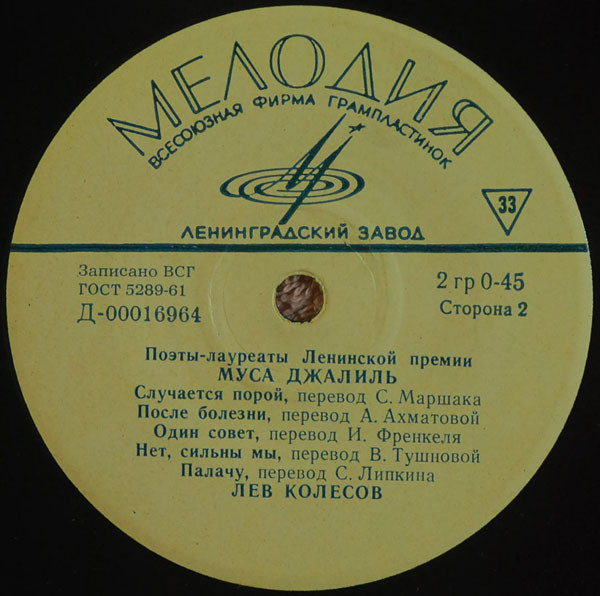 МЕЛОДИЯ
ВСЕСОЮЗНАЯ ФИРМА ГРАМПЛАСТИНОК
ЛЕНИНГРАДСКИЙ ЗАВОД
33
Записано ВСГ
ГОСТ 5289-61
Д-00016964
2 гр 0-45
Сторона 2
Поэты-лауреаты Ленинской премии
МУСА ДЖАЛИЛЬ
Случается порой, перевод С. Маршака
После болезни, перевод А. Ахматовой
Один совет, перевод И. Френкеля
Нет, сильны мы, перевод В. Тушновой
Палачу, перевод С. Липкина
ЛЕВ КОЛЕСОВ